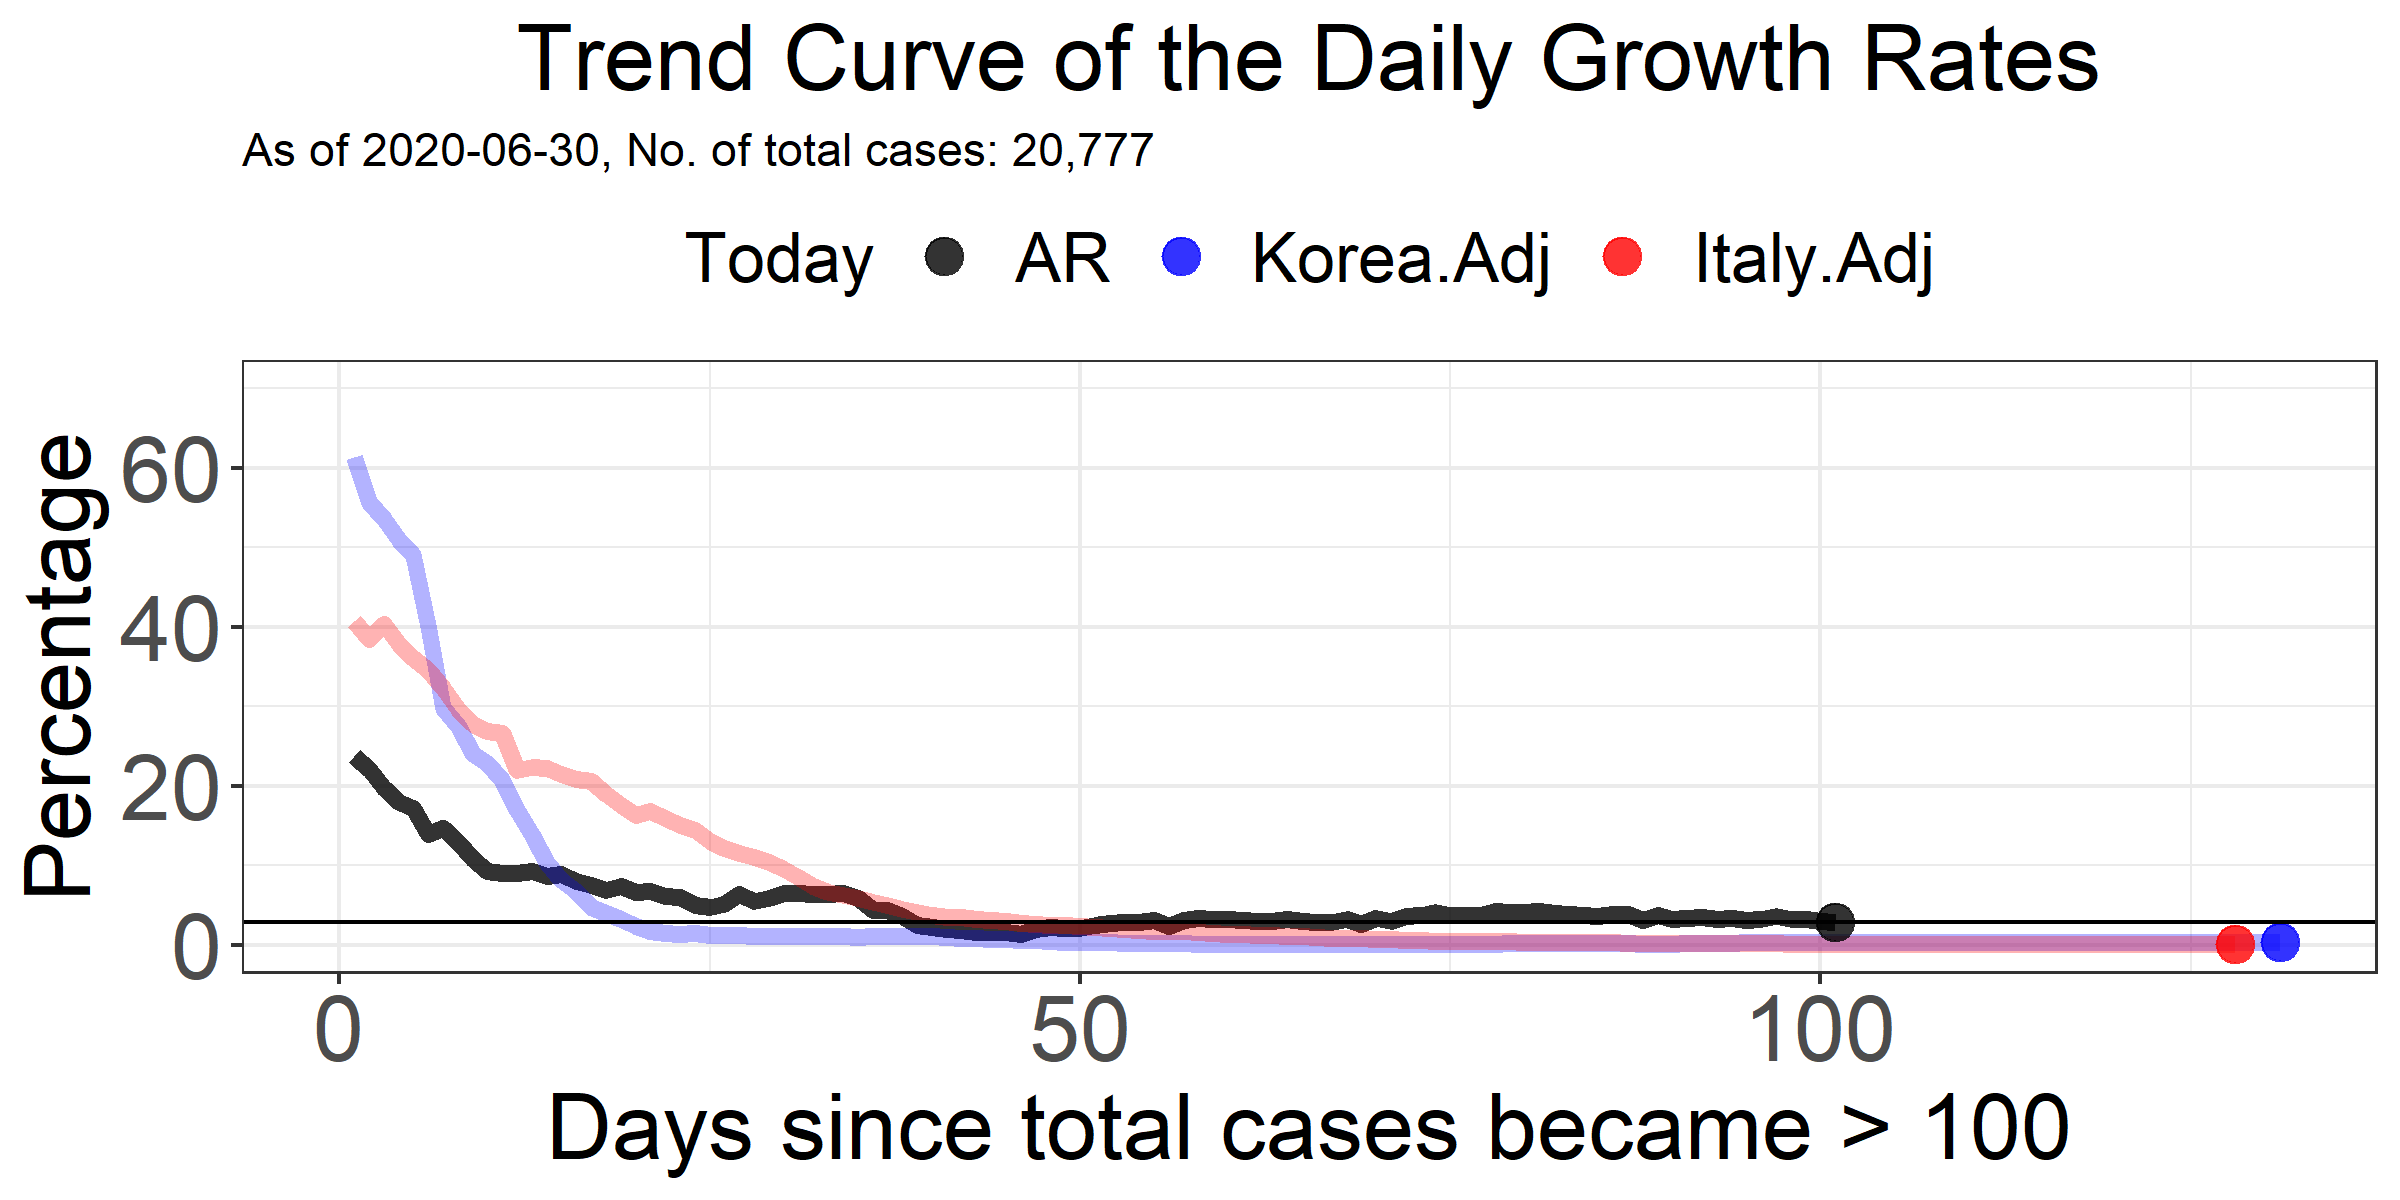 Trend Curve of the Daily Growth Rates
As of 2020-06-30, No. of total cases: 20,777
Today AR Korea.Adj Italy.Adj
Percentage
60
40
20
0
0 50 100
Days since total cases became > 100